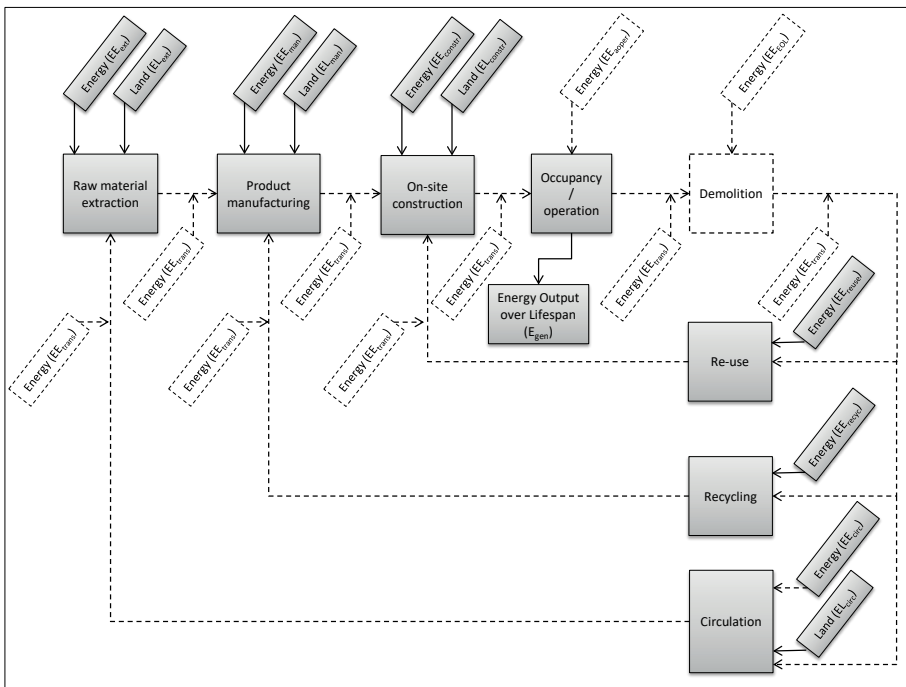 Energy (EEext)
Land (ELext)
Energy (EEman)
Land (ELman)
Energy (EEconstr)
Land (ELconstr)
Energy (EEoper)
Energy (EEEOL)
Raw material
extraction
Product
manufacturing
On-site
construction
Occupancy
/
operation
Demolition
Energy (EEtrans)
Energy (EEtrans)
Energy (EEtrans)
Energy (EEtrans)
Energy (EEtrans)
Energy Output
over Lifespan
(Egen)
Energy (EEtrans)
Energy (EEtrans)
Energy (EEtrans)
Energy (EEreuse)
Re-use
Energy (EErecyc)
Recycling
Energy (EEcirc)
Circulation
Land (ELcirc)